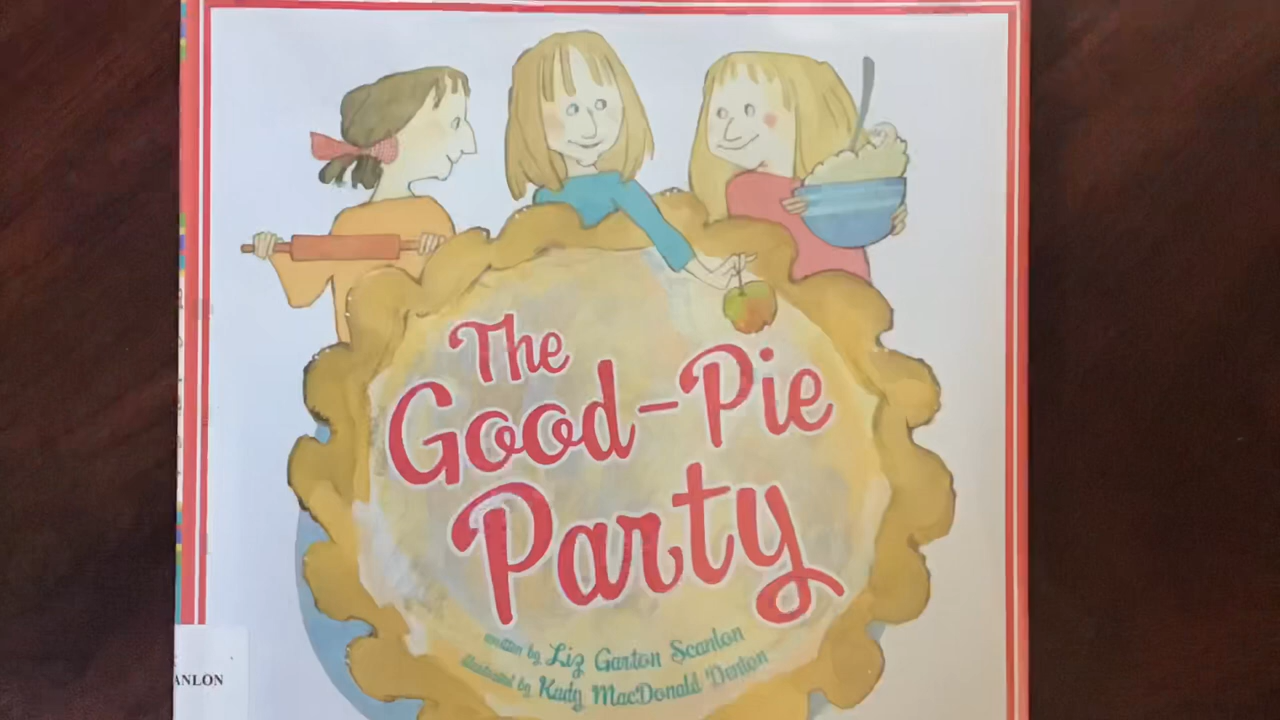 The
Good-Pie
Party
written by Liz Garton Scanlon
illustrated by Kady MacDonald Denton
ANLON